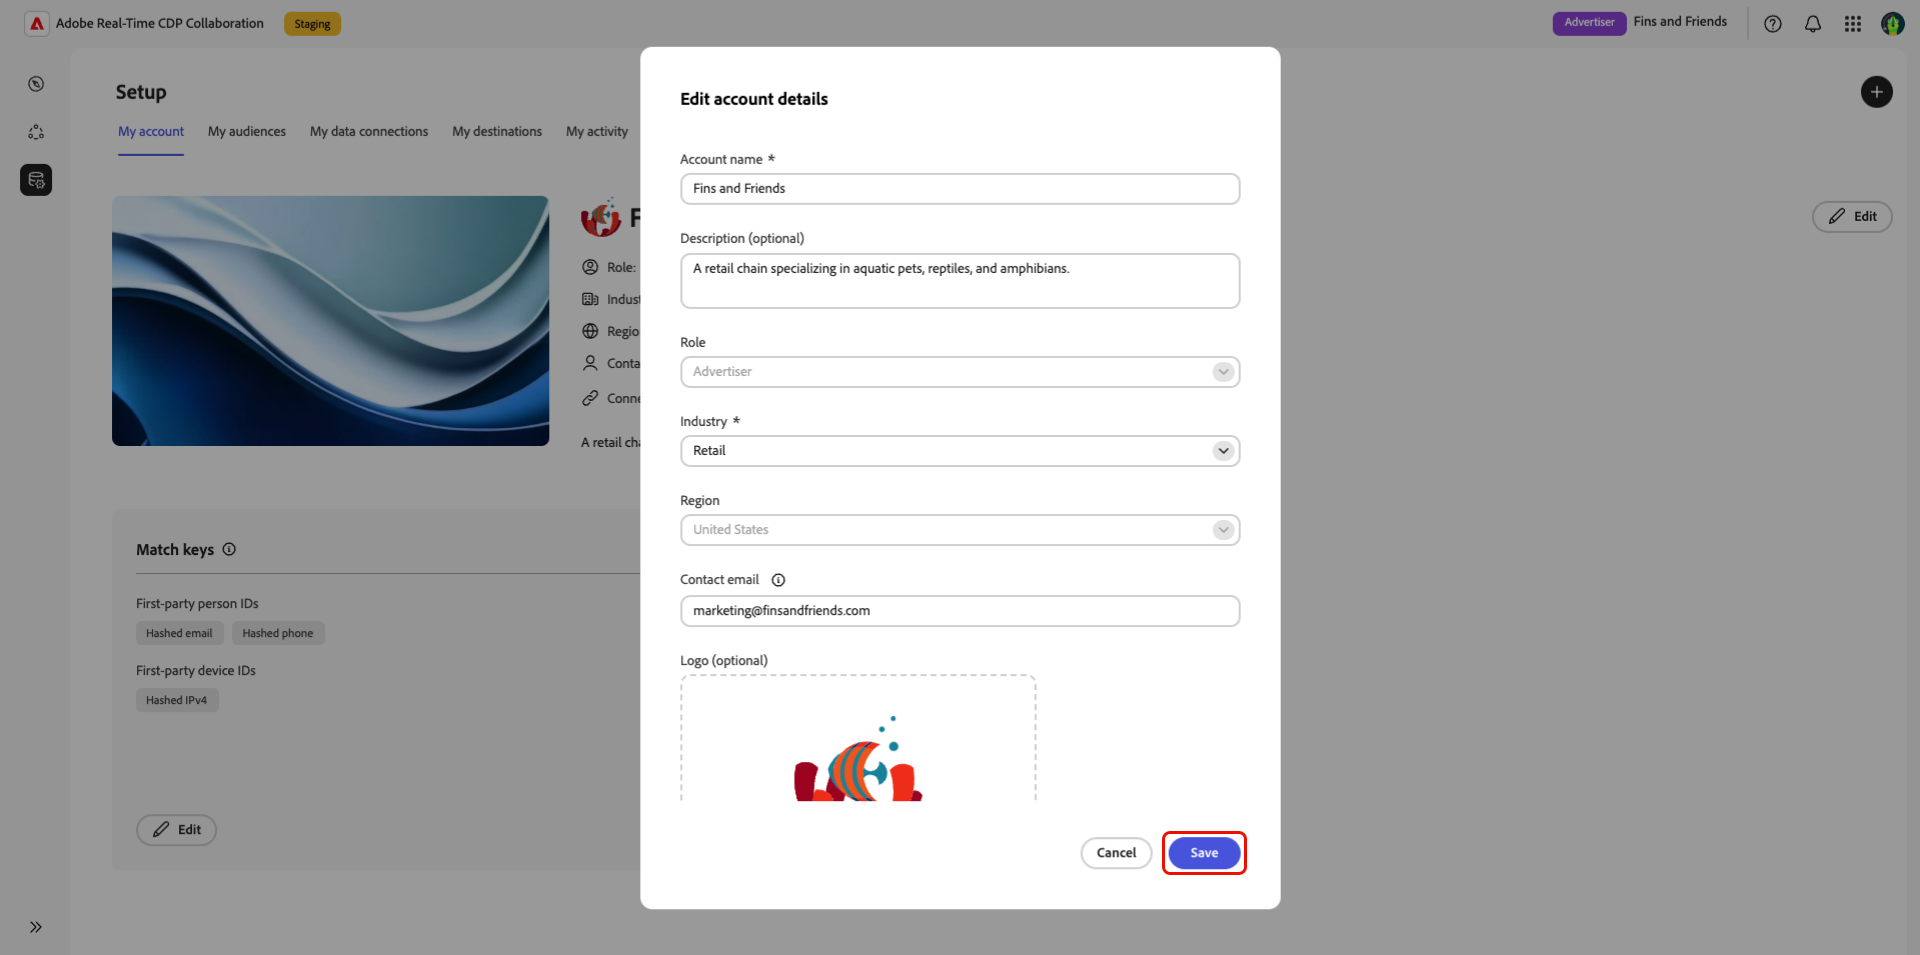 Adobe Real-Time CDP Collaboration
Staging
Advertiser
Fins and Friends
Setup
My account
My audiences
My data connections
My destinations
My activity
F
Edit
Role:
Indust
Regio
Conta
Conne
A retail cha
Match keys
First-party person IDs
Hashed email
Hashed phone
First-party device IDs
Hashed IPv4
Edit
Edit account details
Account name *
Fins and Friends
Description (optional)
A retail chain specializing in aquatic pets, reptiles, and amphibians.
Role
Advertiser
Industry *
Retail
Region
United States
Contact email
marketing@finsandfriends.com
Logo (optional)
Cancel
Save